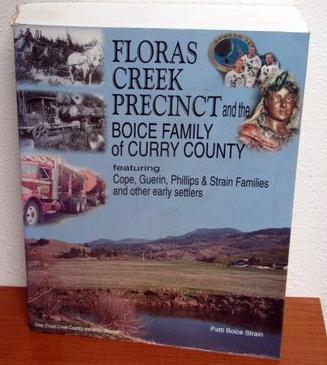 FLORAS
CREEK
PRECINCT and the
BOICE FAMILY
of CURRY COUNTY
featuring
Cope, Guerin, Phillips & Strain Families
and other early settlers
Patti Boice Strain